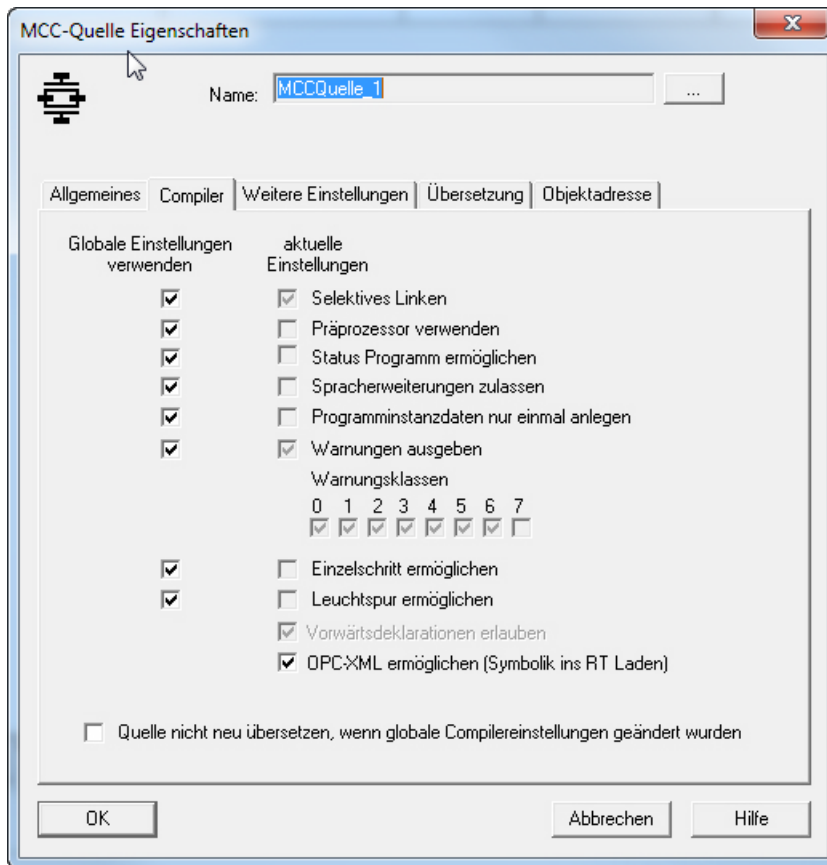 MCC-Quelle Eigenschaften
Name: MCCQuelle_1 ...
Allgemeines Compiler Weitere Einstellungen Übersetzung Objektadresse
Globale Einstellungen aktuelle
verwenden Einstellungen
Selektives Linken
Präprozessor verwenden
Status Programm ermöglichen
Spracherweiterungen zulassen
Programminstanzdaten nur einmal anlegen
Warnungen ausgeben
Warnungsklassen
0 1 2 3 4 5 6 7
Einzelschritt ermöglichen
Leuchtspur ermöglichen
Vorwärtsdeklarationen erlauben
OPC-XML ermöglichen (Symbolik ins RT Laden)
Quelle nicht neu übersetzen, wenn globale Compilereinstellungen geändert wurden
OK Abbrechen Hilfe